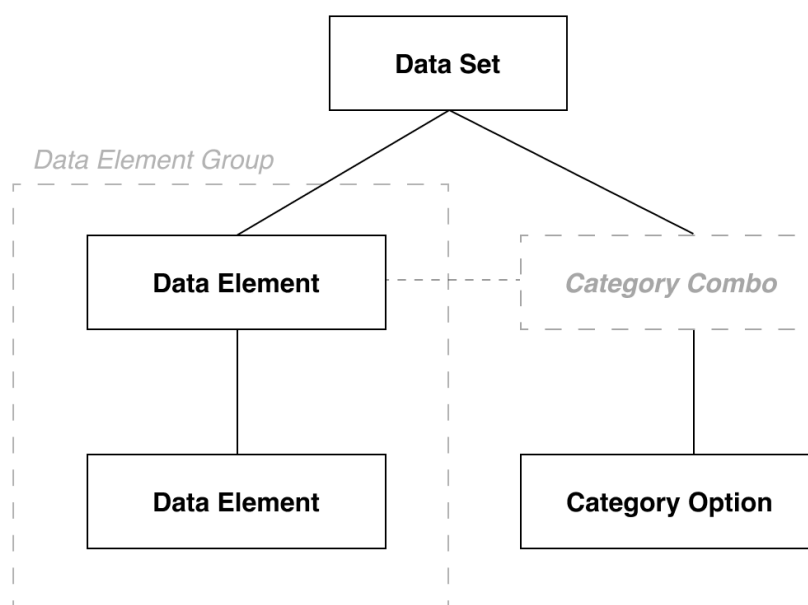 Data Set
Data Element Group
Data Element
Category Combo
Data Element
Category Option